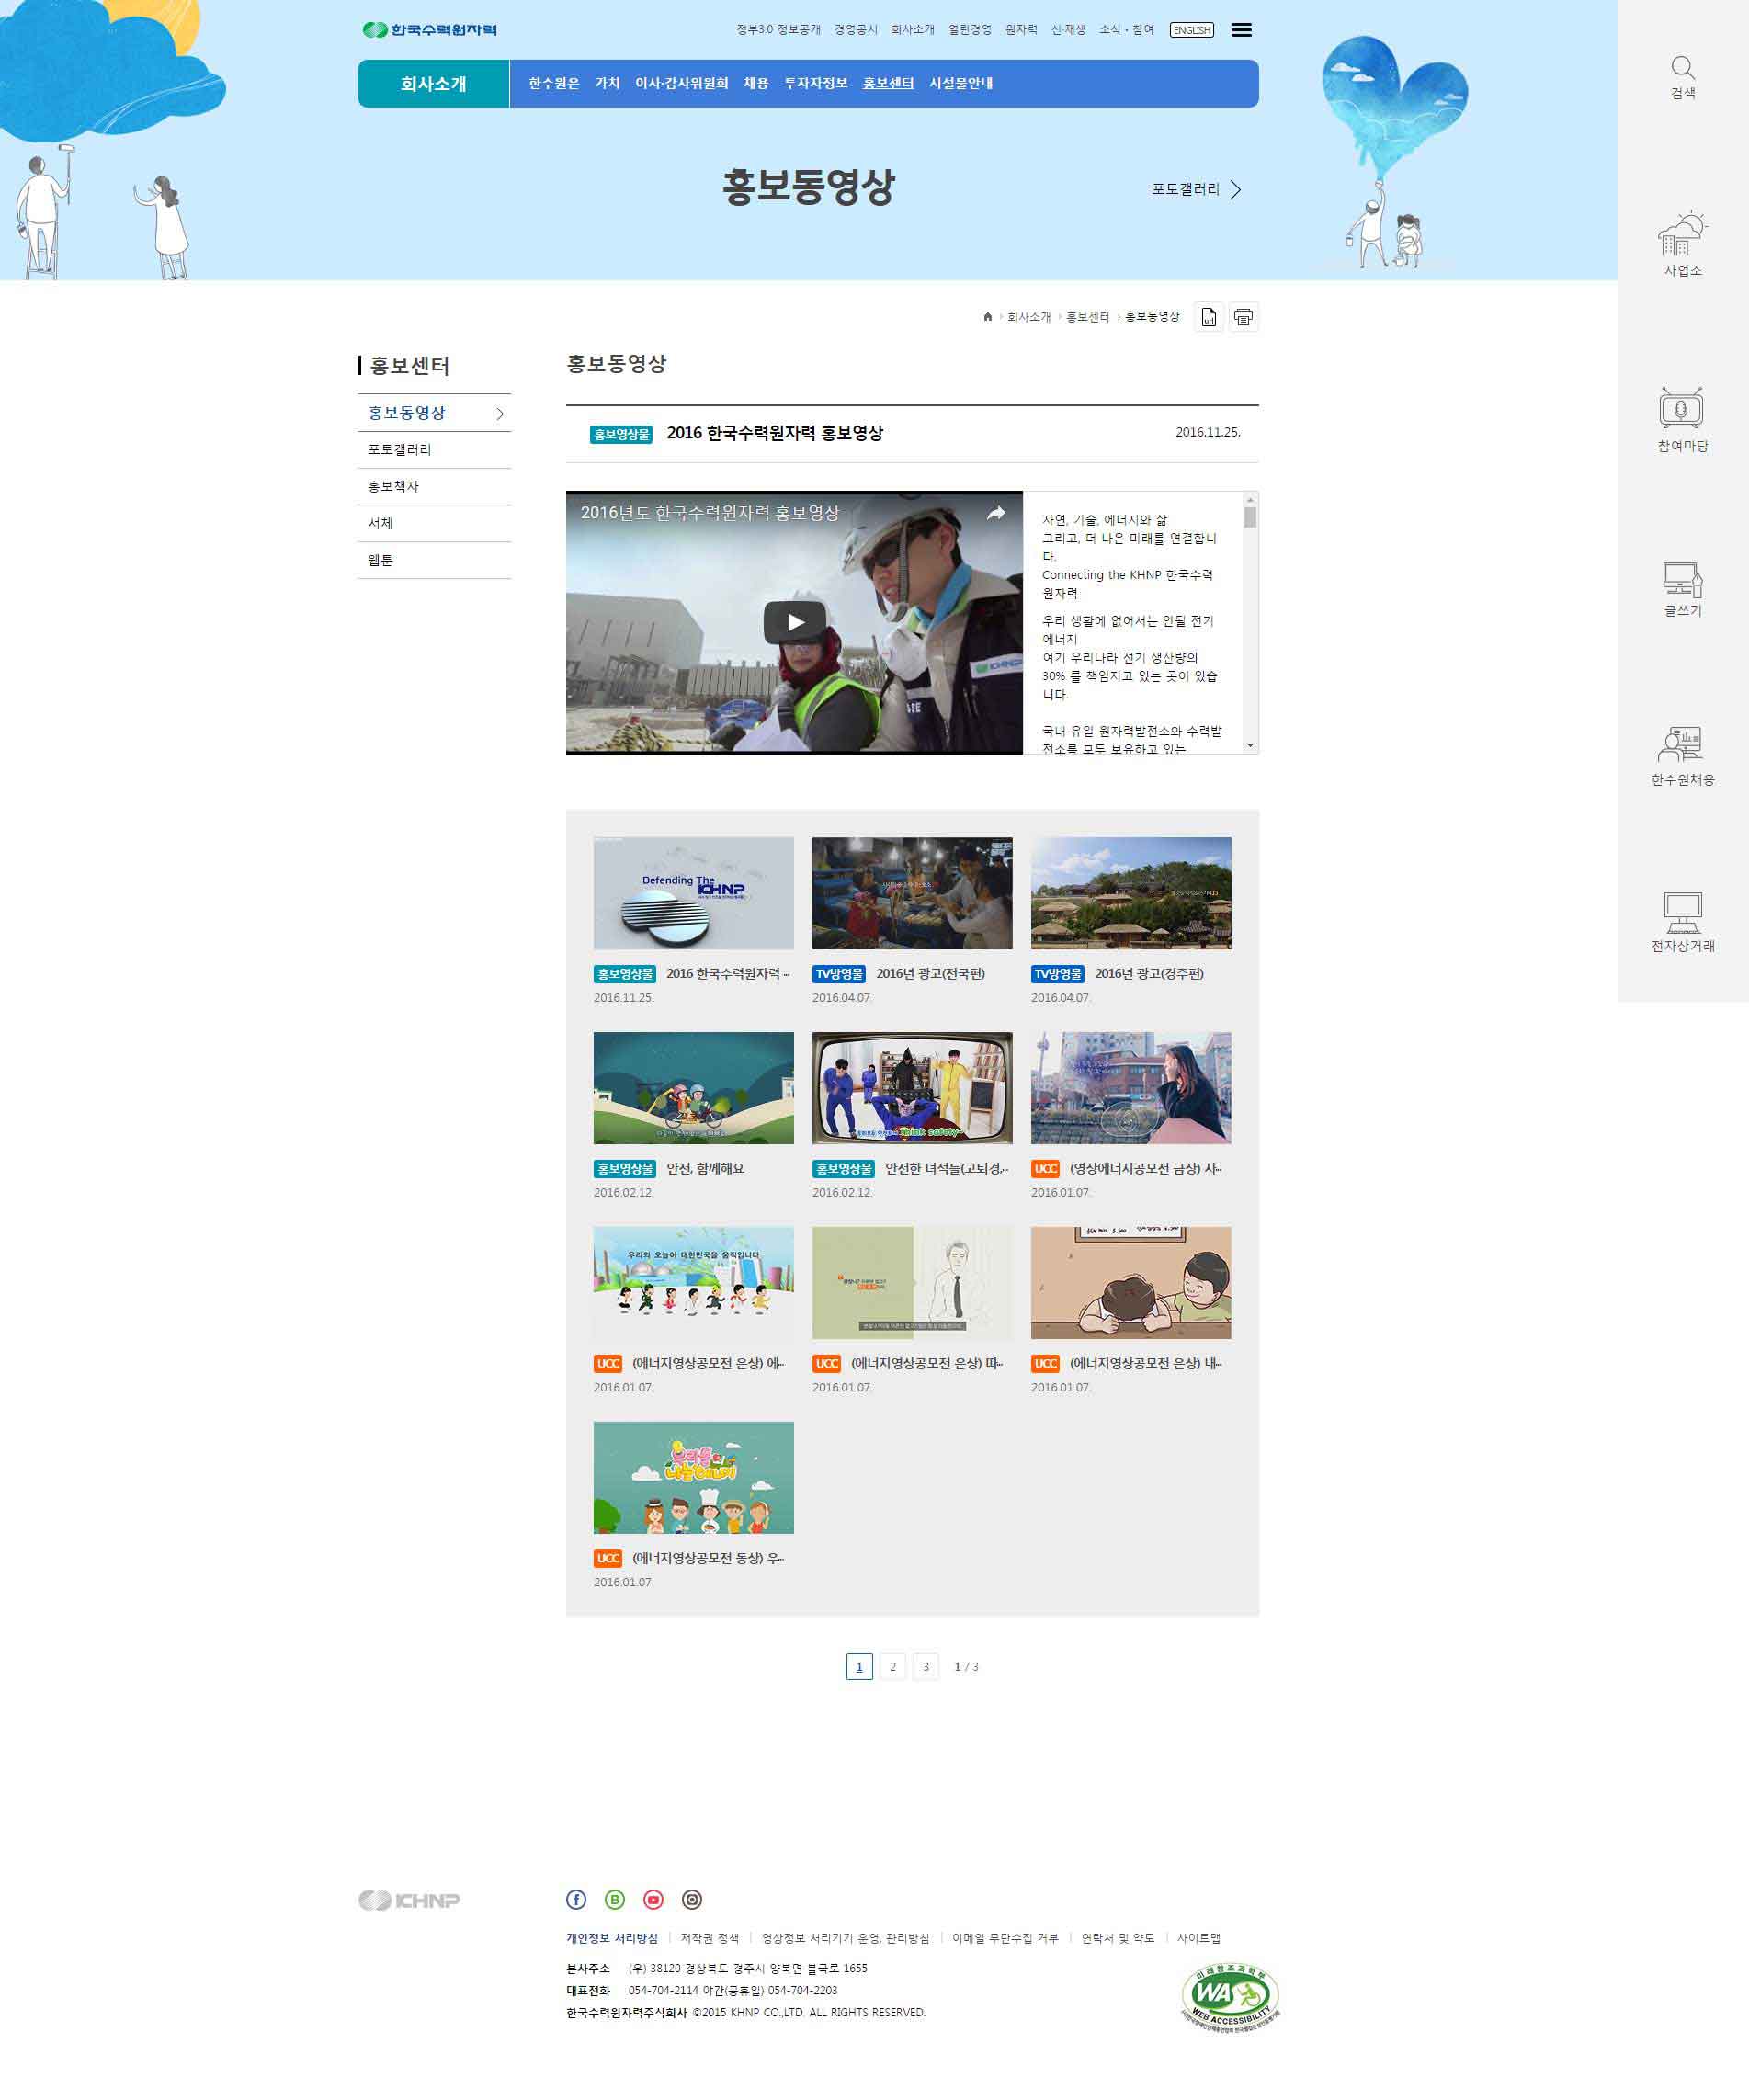 한국수력원자력
정부3.0 정보공개 경영공시 회사소개 열린경영 원자력 신·재생 소식·참여 ENGLISH
회사소개
한수원은 가치 이사·감사위원회 채용 투자자정보 홍보센터 시설물안내
홍보동영상
포토갤러리
검색
사업소
참여마당
글쓰기
한수원채용
전자상거래
회사소개 홍보센터 홍보동영상 url
홍보센터
홍보동영상
포토갤러리
홍보책자
서체
웹툰
홍보동영상
홍보영상물 2016 한국수력원자력 홍보영상 2016.11.25.
2016년도 한국수력원자력 홍보영상
KHNP
자연, 기술, 에너지와 삶
그리고, 더 나은 미래를 연결합니
다.
Connecting the KHNP 한국수력
원자력
우리 생활에 없어서는 안될 전기
에너지
여기 우리나라 전기 생산량의
30% 를 책임지고 있는 곳이 있습
니다.
국내 유일 원자력발전소와 수력발
전소를 모두 보유하고 있는
Defending The
KHNP
홍보영상물 2016 한국수력원자력 ...
2016.11.25.
TV방영물 2016년 광고(전국편)
2016.04.07.
TV방영물 2016년 광고(경주편)
2016.04.07.
Think safety~
홍보영상물 안전, 함께해요
2016.02.12.
홍보영상물 안전한 녀석들(고퇴경,...
2016.02.12.
UCC (영상에너지공모전 금상) 사...
2016.01.07.
우리의 오늘이 대한민국을 움직입니다
UCC (에너지영상공모전 은상) 에...
2016.01.07.
UCC (에너지영상공모전 은상) 따...
2016.01.07.
UCC (에너지영상공모전 은상) 내...
2016.01.07.
UCC (에너지영상공모전 동상) 우...
2016.01.07.
1 2 3 1 / 3
KHNP
개인정보 처리방침 저작권 정책 영상정보 처리기기 운영, 관리방침 이메일 무단수집 거부 연락처 및 약도 사이트맵
본사주소 (우) 38120 경상북도 경주시 양북면 불국로 1655
대표전화 054-704-2114 야간(공휴일) 054-704-2203
한국수력원자력주식회사 ©2015 KHNP CO.,LTD. ALL RIGHTS RESERVED.
미래창조과학부
WA
WEB ACCESSIBILITY